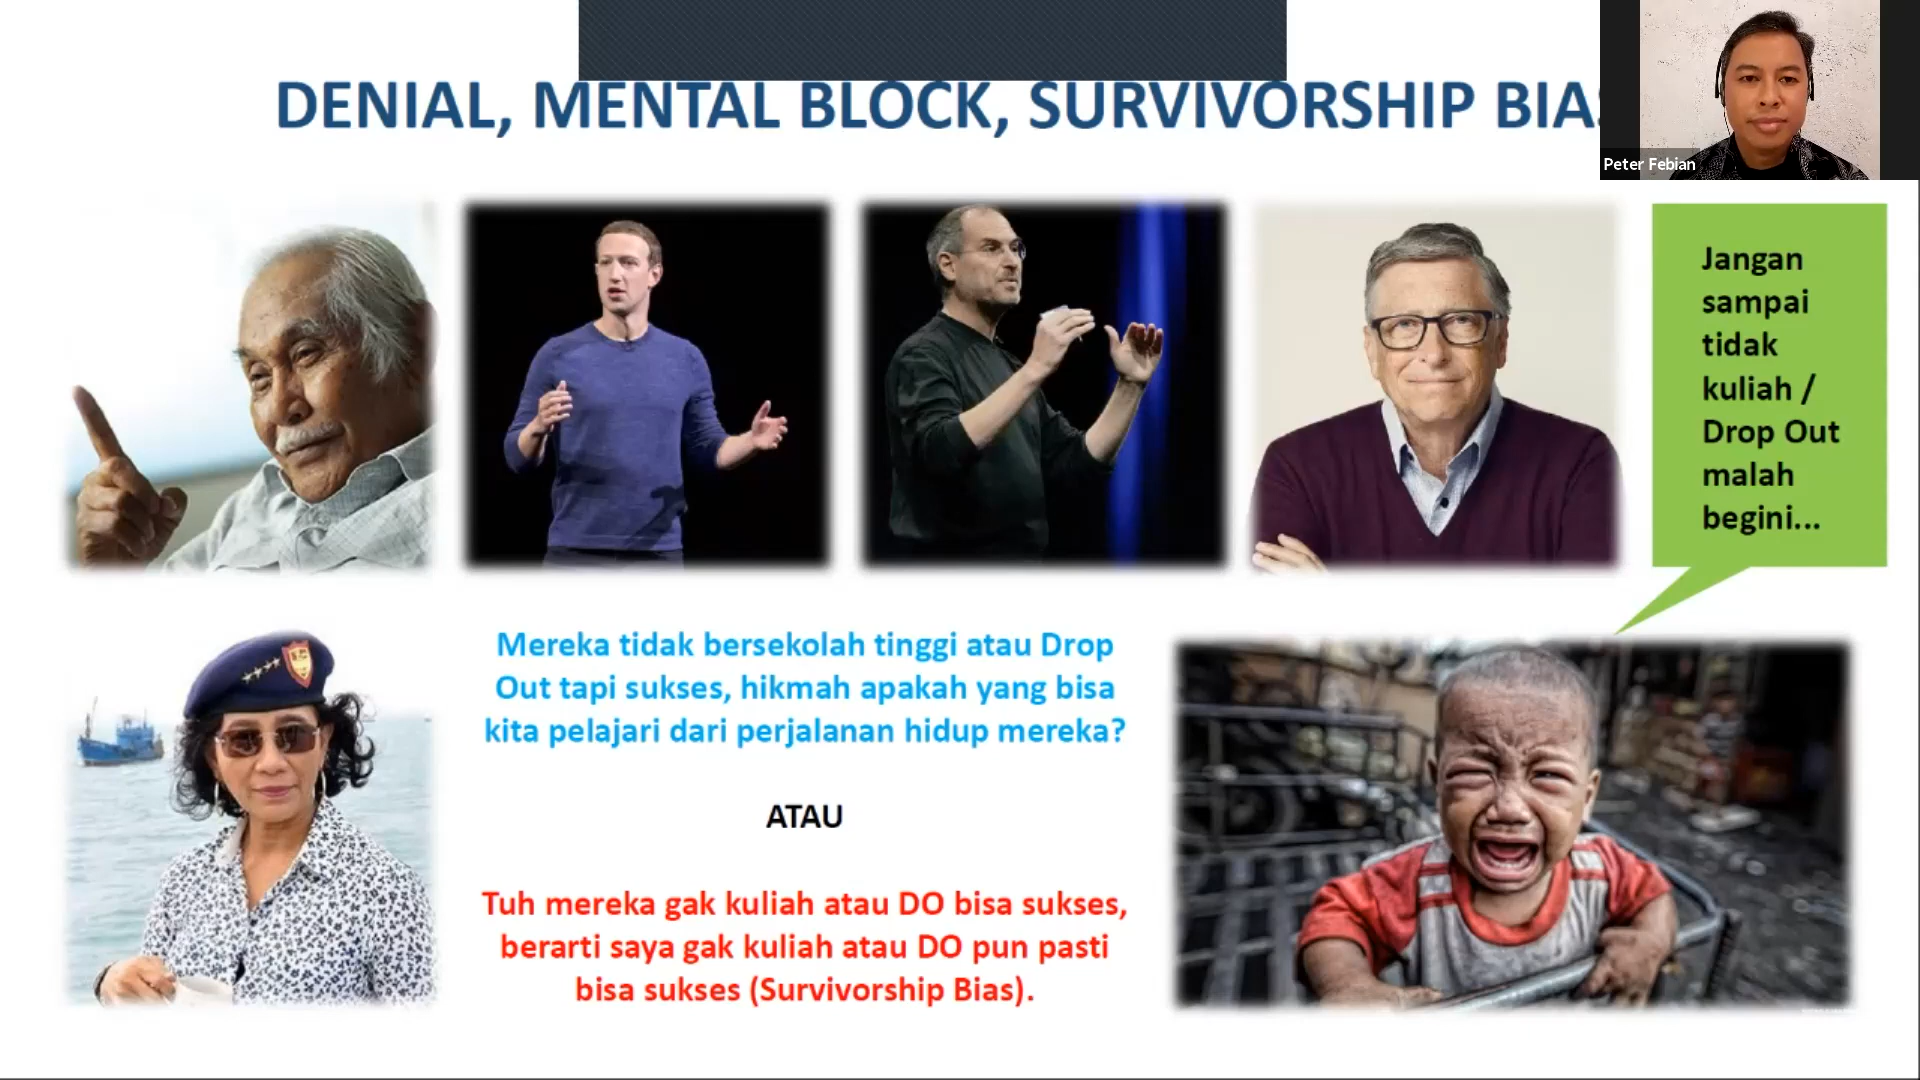 DENIAL, MENTAL BLOCK, SURVIVORSHIP BIAS
Peter Febian
Jangan
sampai
tidak
kuliah /
Drop Out
malah
begini...
Mereka tidak bersekolah tinggi atau Drop
Out tapi sukses, hikmah apakah yang bisa
kita pelajari dari perjalanan hidup mereka?
ATAU
Tuh mereka gak kuliah atau DO bisa sukses,
berarti saya gak kuliah atau DO pun pasti
bisa sukses (Survivorship Bias).